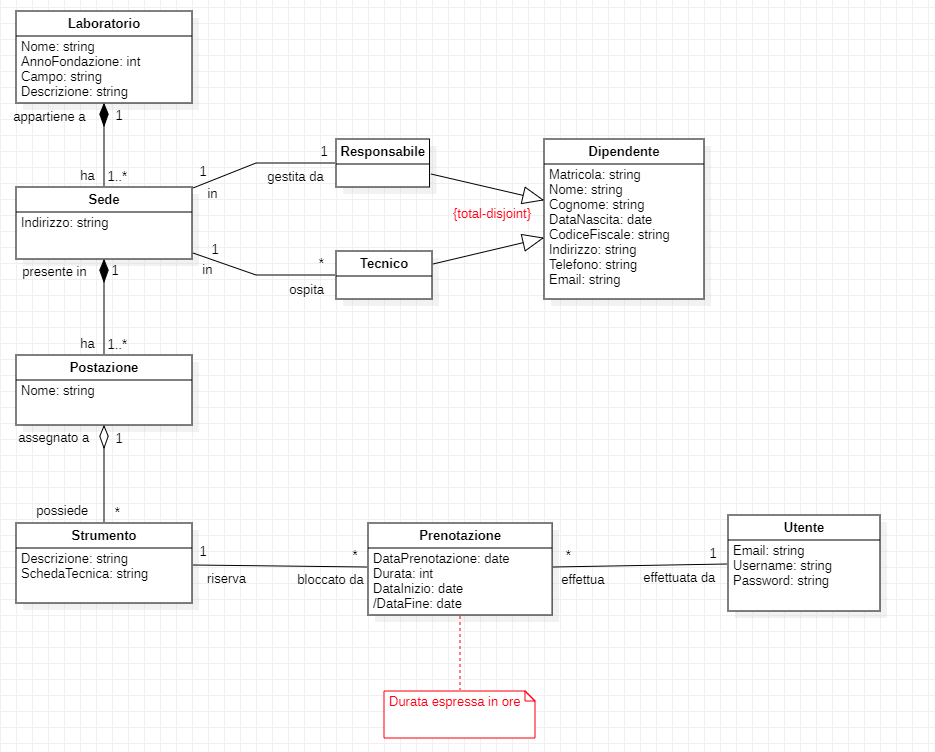 Laboratorio
Nome: string
AnnoFondazione: int
Campo: string
Descrizione: string
appartiene a
1
ha
1..*
Sede
Indirizzo: string
1
in
1
gestita da
Responsabile
1
in
*
ospita
Tecnico
{total-disjoint}
Dipendente
Matricola: string
Nome: string
Cognome: string
DataNascita: date
CodiceFiscale: string
Indirizzo: string
Telefono: string
Email: string
presente in
1
ha
1..*
Postazione
Nome: string
assegnato a
1
possiede
*
Strumento
Descrizione: string
SchedaTecnica: string
1
riserva
*
bloccato da
Prenotazione
DataPrenotazione: date
Durata: int
DataInizio: date
/DataFine: date
*
effettua
1
effettuata da
Utente
Email: string
Username: string
Password: string
Durata espressa in ore